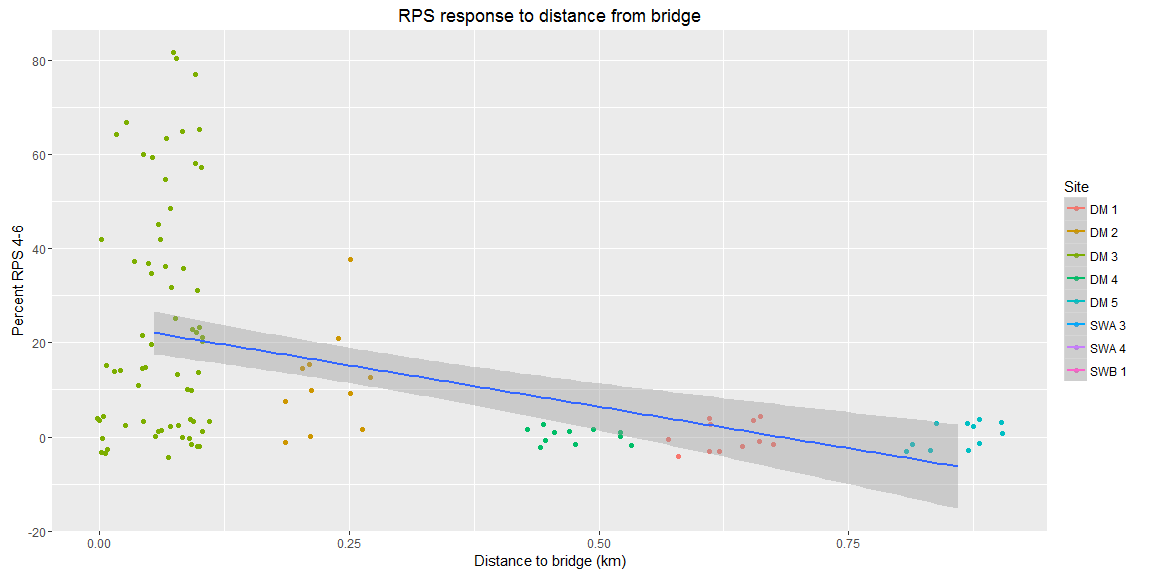 RPS response to distance from bridge
Percent RPS 4-6
80
60
40
20
0
-20
0.00
0.25
0.50
0.75
Distance to bridge (km)
Site
DM 1
DM 2
DM 3
DM 4
DM 5
SWA 3
SWA 4
SWB 1